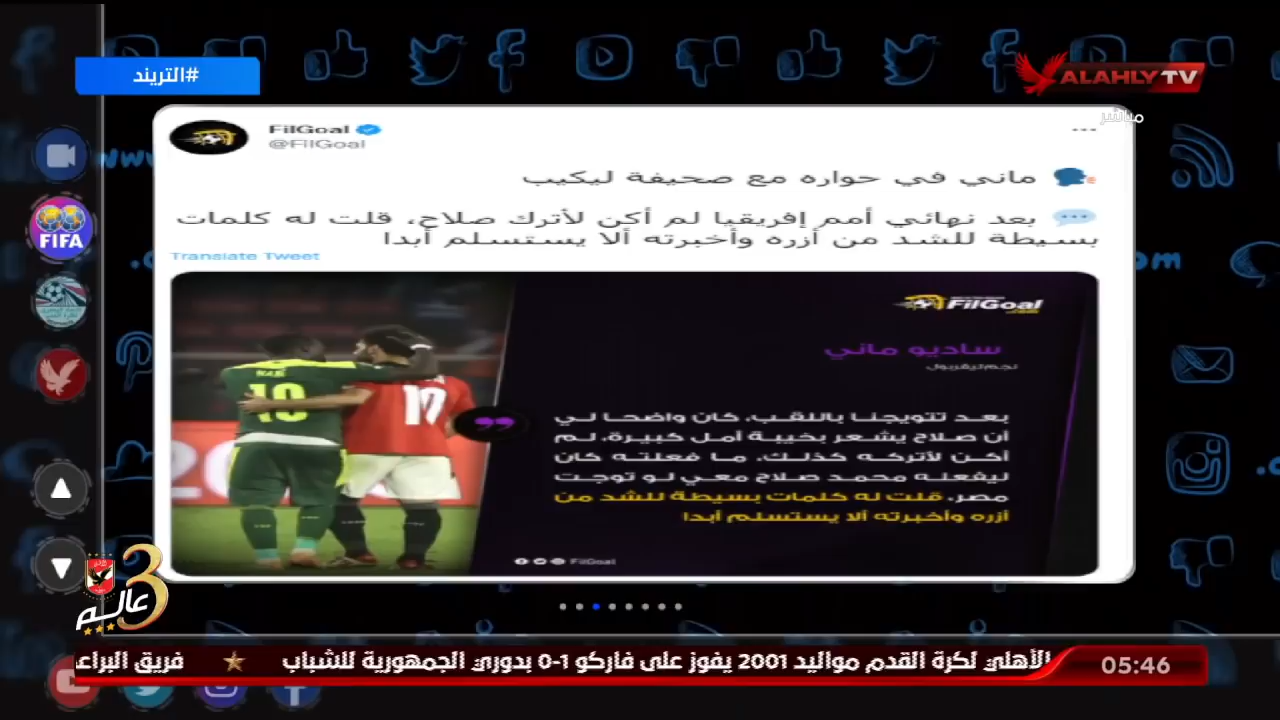 #التريند
ALAHLY TV
مباشر
FilGoal
@FilGoal
ماني في حواره مع صحيفة ليكيب
بعد نهائي أمم إفريقيا لم أكن لأترك صلاح، قلت له كلمات
بسيطة للشد من أزره وأخبرته ألا يستسلم أبدا
Translate Tweet
FilGoal
.com
ساديو ماني
نجم ليفربول
بعد تتويجنا باللقب، كان واضحا لي
أن صلاح يشعر بخيبة أمل كبيرة، لم
أكن لأتركه كذلك، ما فعلته كان
ليفعله محمد صلاح معي لو توجت
مصر، قلت له كلمات بسيطة للشد من
أزره وأخبرته ألا يستسلم أبدا
MANÉ
10
10
FilGoal
FIFA
3
عالم
الأهلي لكرة القدم مواليد 2001 يفوز على فاركو 1-0 بدوري الجمهورية للشباب
فريق البراعم
05:46